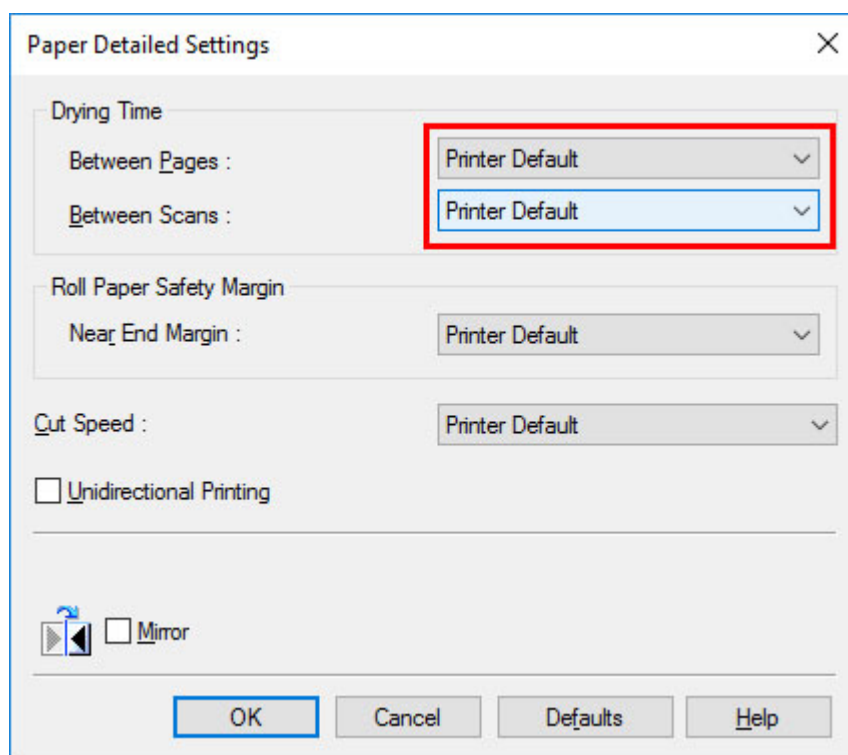 Paper Detailed Settings
Drying Time
Between Pages : Printer Default
Between Scans : Printer Default
Roll Paper Safety Margin
Near End Margin : Printer Default
Cut Speed : Printer Default
Unidirectional Printing
Mirror
OK Cancel Defaults Help